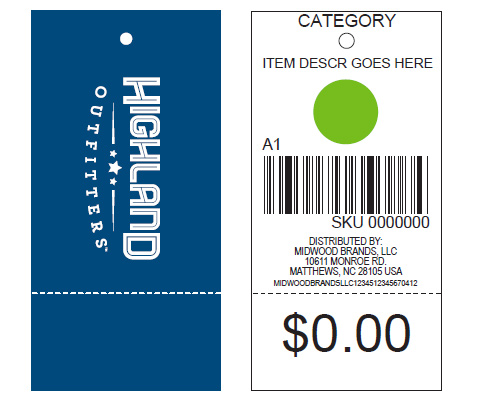 HIGHLAND
OUTFITTERS™
CATEGORY
ITEM DESCR GOES HERE
A1
SKU 0000000
DISTRIBUTED BY:
MIDWOOD BRANDS, LLC
10611 MONROE RD.
MATTHEWS, NC 28105 USA
MIDWOODBRANDSLLC1234512345670412
$0.00